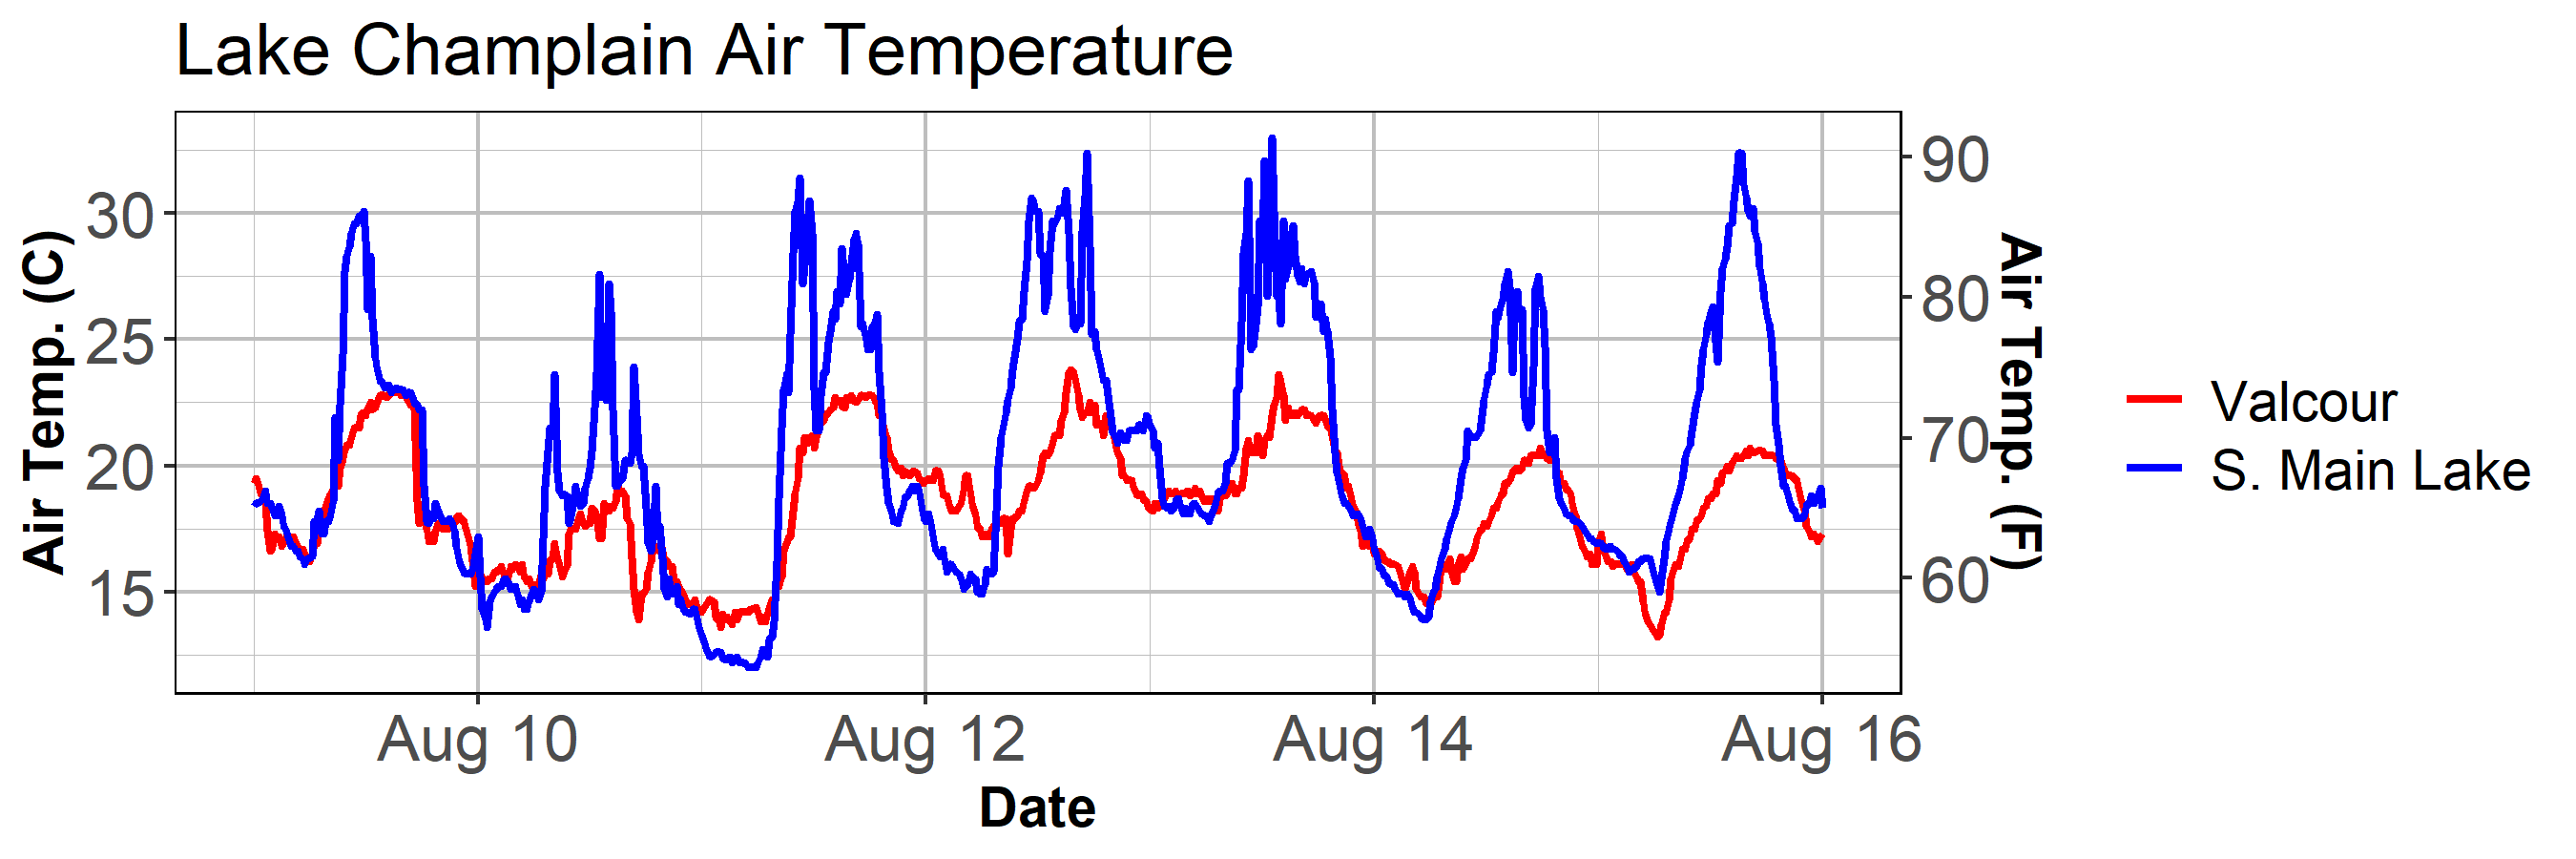 Lake Champlain Air Temperature
Air Temp. (C)
30
25
20
15
90
80
70
60
Air Temp. (F)
Aug 10
Aug 12
Aug 14
Aug 16
Date
Valcour
S. Main Lake